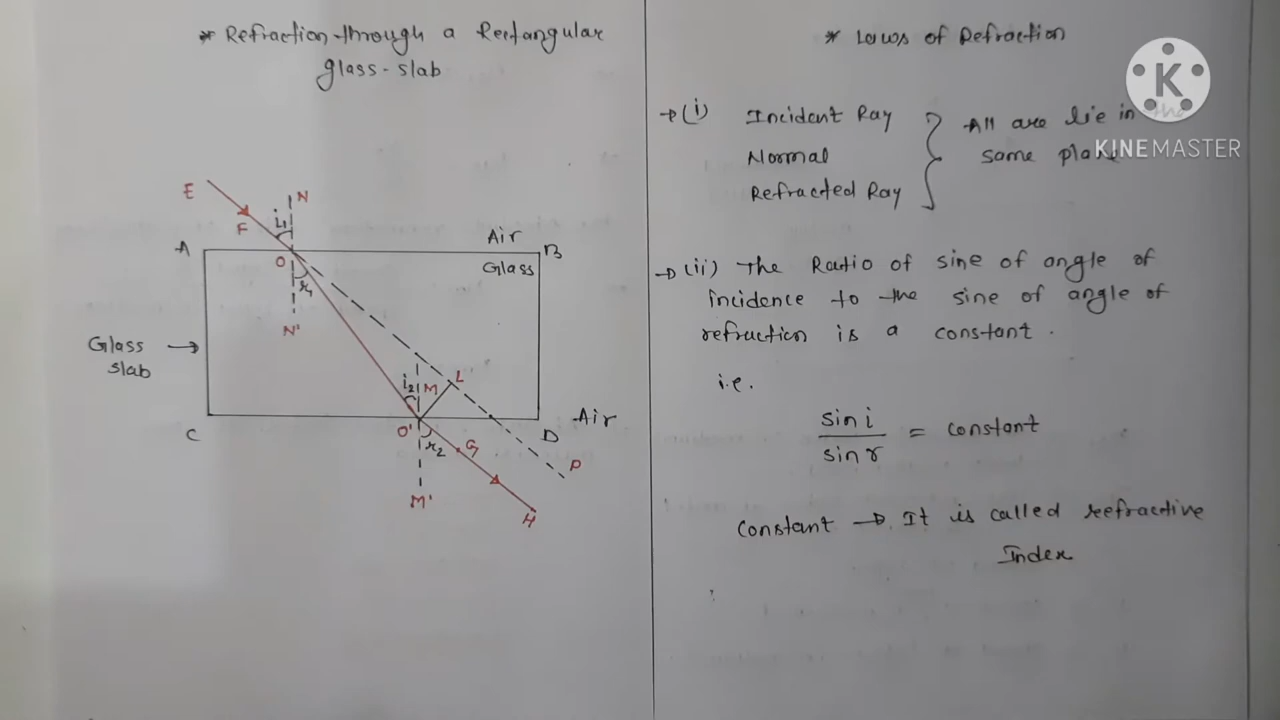 * Refraction through a Rectangular
glass-slab
E
N
i1
F
A
Air
B
O
Glass
r1
N'
Glass
slab
i2
M
L
Air
C
O'
D
r2
G
P
M'
H
* Laws of Refraction
K
KINEMASTER
→ (i) Incident Ray
Normal
Refracted Ray
All are lie in the
same plane
→ (ii) The Ratio of sine of angle of
incidence to the sine of angle of
refraction is a constant.
i.e.
sin i
sin r
= constant
Constant → It is called reefractive
Index